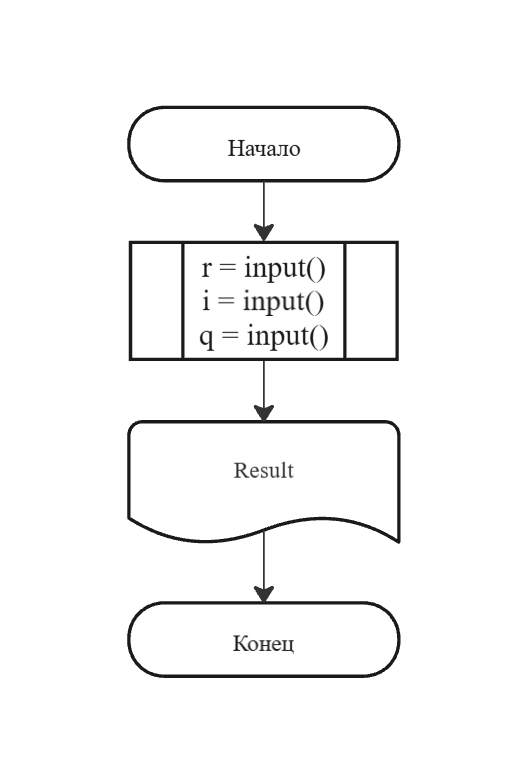 Начало
r = input()
i = input()
q = input()
Result
Конец